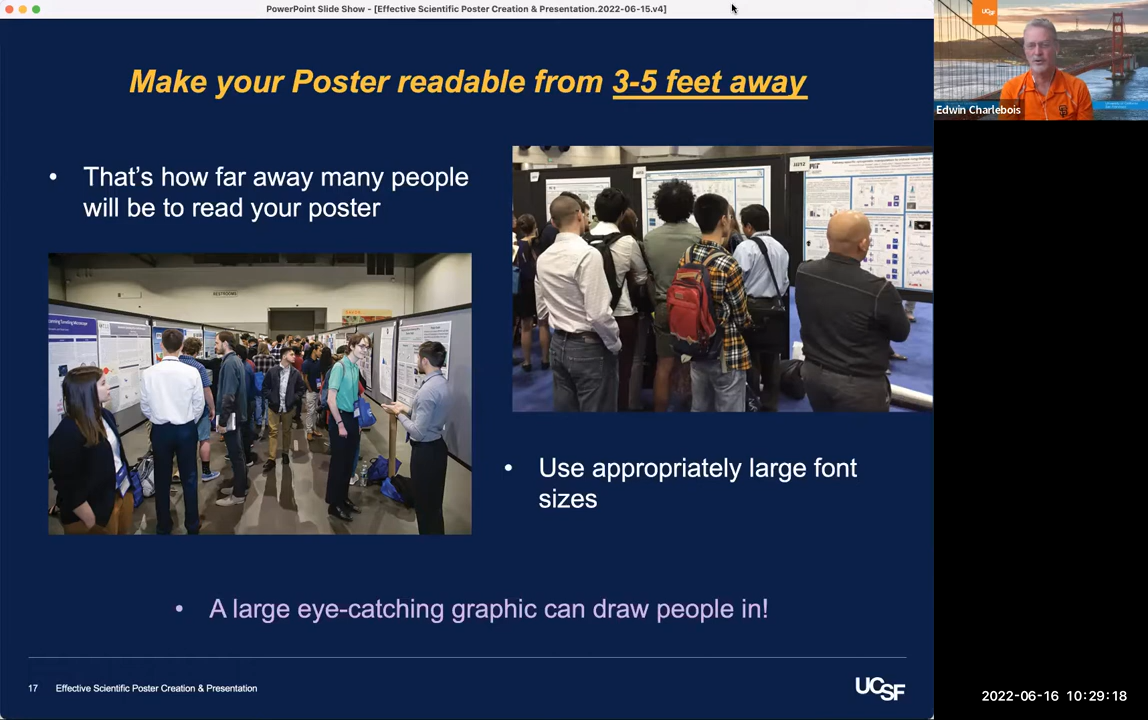 PowerPoint Slide Show - [Effective Scientific Poster Creation & Presentation.2022-06-15.v4]
UCSF
Edwin Charlebois
Make your Poster readable from 3-5 feet away
• That's how far away many people
will be to read your poster
RESTROOMS
• Use appropriately large font
sizes
• A large eye-catching graphic can draw people in!
17 Effective Scientific Poster Creation & Presentation
UCSF
2022-06-16 10:29:18